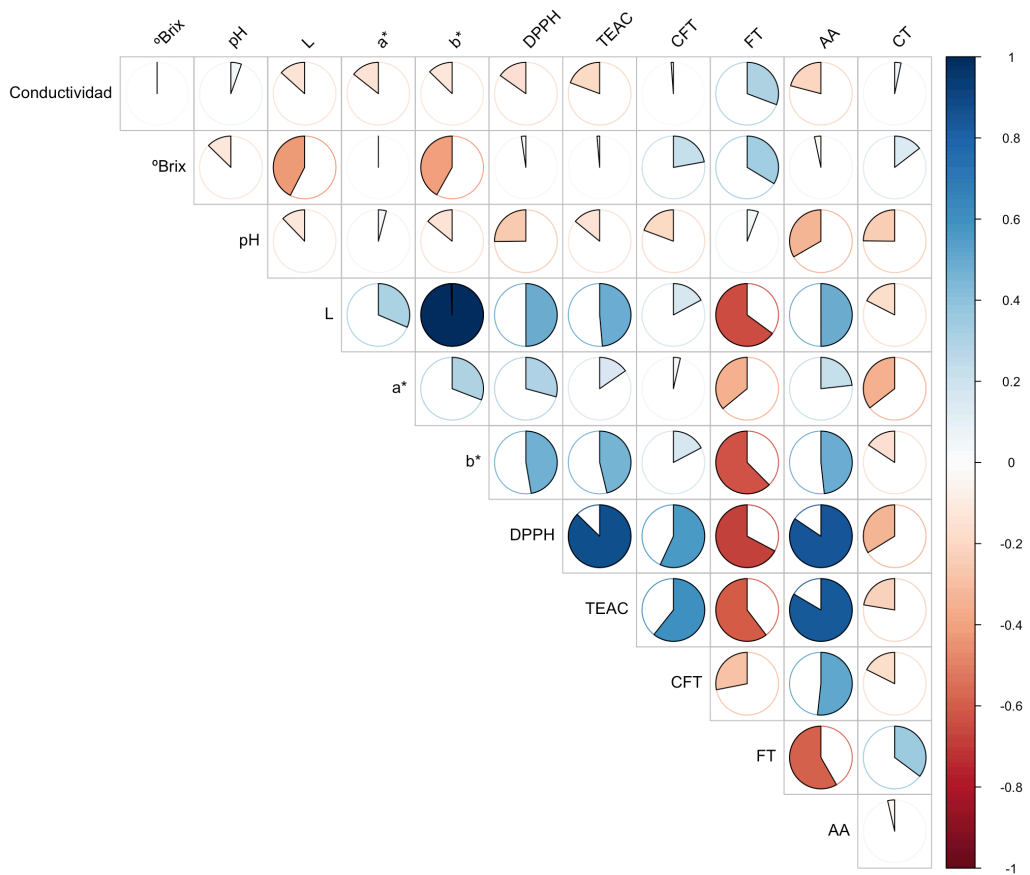 ºBrix pH L a* b* DPPH TEAC CFT FT AA CT
Conductividad
ºBrix
pH
L
a*
b*
DPPH
TEAC
CFT
FT
AA
1
0.8
0.6
0.4
0.2
0
-0.2
-0.4
-0.6
-0.8
-1